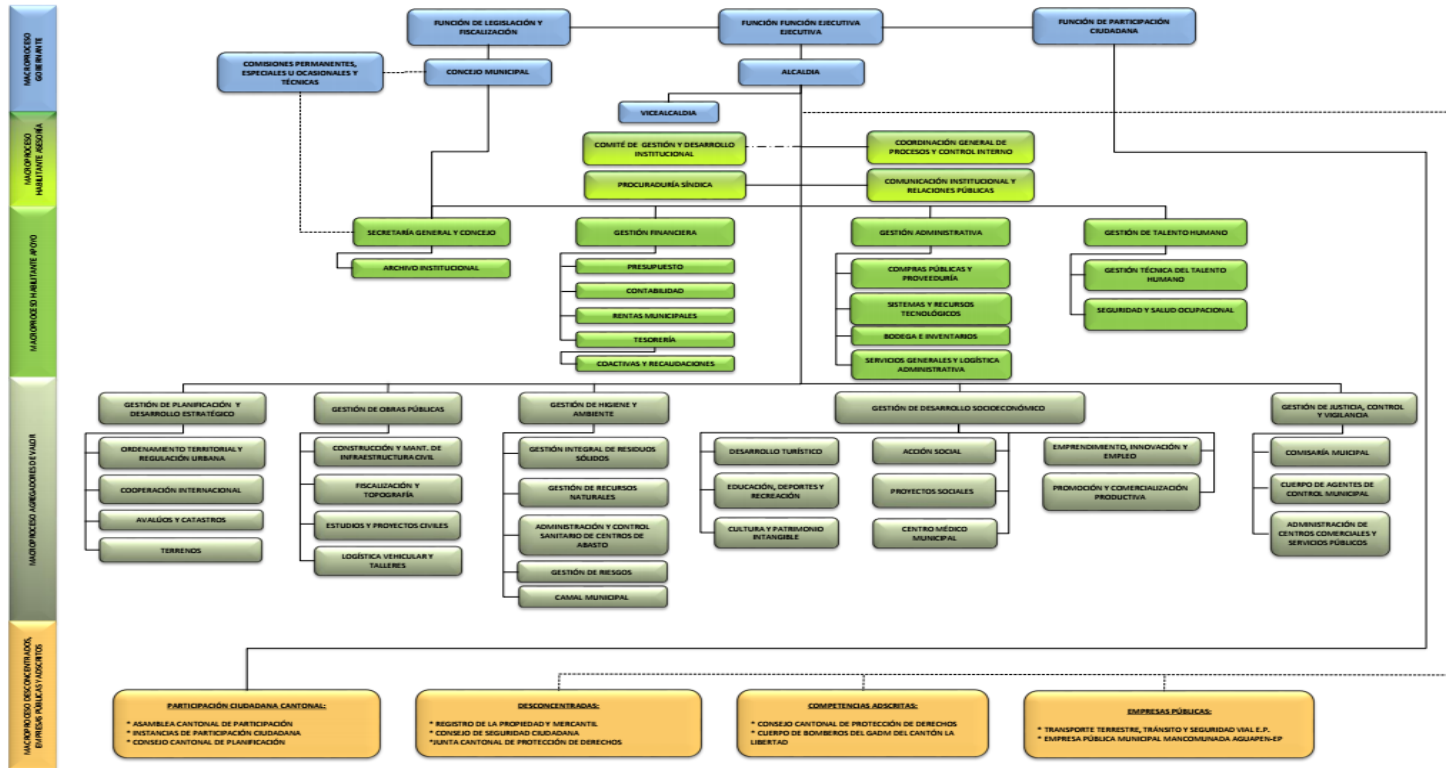 MACROPROCESO
GOBERNANTE
FUNCIÓN DE LEGISLACIÓN Y
FISCALIZACIÓN
FUNCIÓN FUNCIÓN EJECUTIVA
EJECUTIVA
FUNCIÓN DE PARTICIPACIÓN
CIUDADANA
COMISIONES PERMANENTES,
ESPECIALES U OCASIONALES Y
TÉCNICAS
CONCEJO MUNICIPAL
ALCALDIA
VICEALCALDIA
MACROPROCESO
HABILITANTE ASESORÍA
COMITÉ DE GESTIÓN Y DESARROLLO
INSTITUCIONAL
COORDINACIÓN GENERAL DE
PROCESOS Y CONTROL INTERNO
PROCURADURÍA SÍNDICA
COMUNICACIÓN INSTITUCIONAL Y
RELACIONES PÚBLICAS
MACROPROCESO HABILITANTE APOYO
SECRETARÍA GENERAL Y CONCEJO
ARCHIVO INSTITUCIONAL
GESTIÓN FINANCIERA
PRESUPUESTO
CONTABILIDAD
RENTAS MUNICIPALES
TESORERÍA
COACTIVAS Y RECAUDACIONES
GESTIÓN ADMINISTRATIVA
COMPRAS PÚBLICAS Y
PROVEEDURÍA
SISTEMAS Y RECURSOS
TECNOLÓGICOS
BODEGA E INVENTARIOS
SERVICIOS GENERALES Y LOGÍSTICA
ADMINISTRATIVA
GESTIÓN DE TALENTO HUMANO
GESTIÓN TÉCNICA DEL TALENTO
HUMANO
SEGURIDAD Y SALUD OCUPACIONAL
MACROPROCESO AGREGADORES DE VALOR
GESTIÓN DE PLANIFICACIÓN Y
DESARROLLO ESTRATÉGICO
ORDENAMIENTO TERRITORIAL Y
REGULACIÓN URBANA
COOPERACIÓN INTERNACIONAL
AVALÚOS Y CATASTROS
TERRENOS
GESTIÓN DE OBRAS PÚBLICAS
CONSTRUCCIÓN Y MANT. DE
INFRAESTRUCTURA CIVIL
FISCALIZACIÓN Y
TOPOGRAFÍA
ESTUDIOS Y PROYECTOS CIVILES
LOGÍSTICA VEHICULAR Y
TALLERES
GESTIÓN DE HIGIENE Y
AMBIENTE
GESTIÓN INTEGRAL DE RESIDUOS
SÓLIDOS
GESTIÓN DE RECURSOS
NATURALES
ADMINISTRACIÓN Y CONTROL
SANITARIO DE CENTROS DE
ABASTO
GESTIÓN DE RIESGOS
CAMAL MUNICIPAL
GESTIÓN DE DESARROLLO SOCIOECONÓMICO
DESARROLLO TURÍSTICO
EDUCACIÓN, DEPORTES Y
RECREACIÓN
CULTURA Y PATRIMONIO
INTANGIBLE
ACCIÓN SOCIAL
PROYECTOS SOCIALES
CENTRO MÉDICO
MUNICIPAL
EMPRENDIMIENTO, INNOVACIÓN Y
EMPLEO
PROMOCIÓN Y COMERCIALIZACIÓN
PRODUCTIVA
GESTIÓN DE JUSTICIA, CONTROL
Y VIGILANCIA
COMISARÍA MUICIPAL
CUERPO DE AGENTES DE
CONTROL MUNICIPAL
ADMINISTRACIÓN DE
CENTROS COMERCIALES Y
SERVICIOS PÚBLICOS
MACROPROCESO DESCONCENTRADOS,
EMPRESAS PÚBLICAS Y ADSCRITOS
PARTICIPACIÓN CIUDADANA CANTONAL:
* ASAMBLEA CANTONAL DE PARTICIPACIÓN
* INSTANCIAS DE PARTICIPACIÓN CIUDADANA
* CONSEJO CANTONAL DE PLANIFICACIÓN
DESCONCENTRADAS:
* REGISTRO DE LA PROPIEDAD Y MERCANTIL
* CONSEJO DE SEGURIDAD CIUDADANA
*JUNTA CANTONAL DE PROTECCIÓN DE DERECHOS
COMPETENCIAS ADSCRITAS:
* CONSEJO CANTONAL DE PROTECCIÓN DE DERECHOS
* CUERPO DE BOMBEROS DEL GADM DEL CANTÓN LA
LIBERTAD
EMPRESAS PÚBLICAS:
* TRANSPORTE TERRESTRE, TRÁNSITO Y SEGURIDAD VIAL E.P.
* EMPRESA PÚBLICA MUNICIPAL MANCOMUNADA AGUAPEN-EP